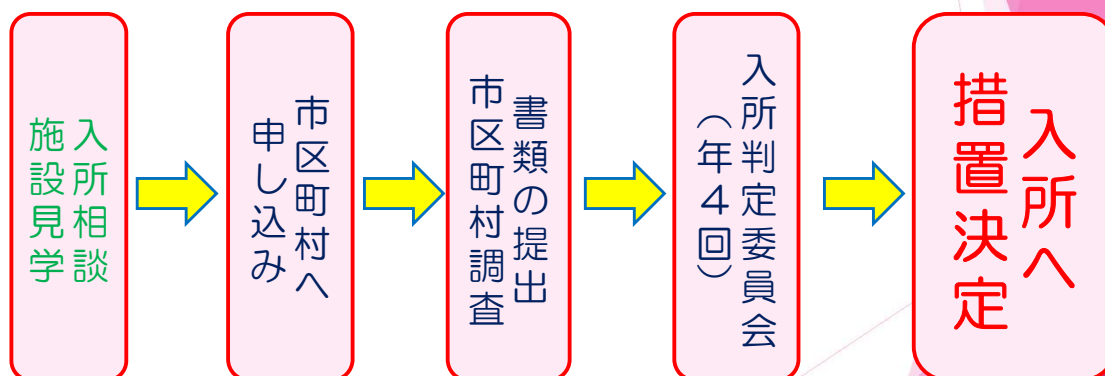 入所相談
施設見学
市区町村へ
申し込み
書類の提出
市区町村調査
入所判定委員会
（年４回）
入所へ
措置決定